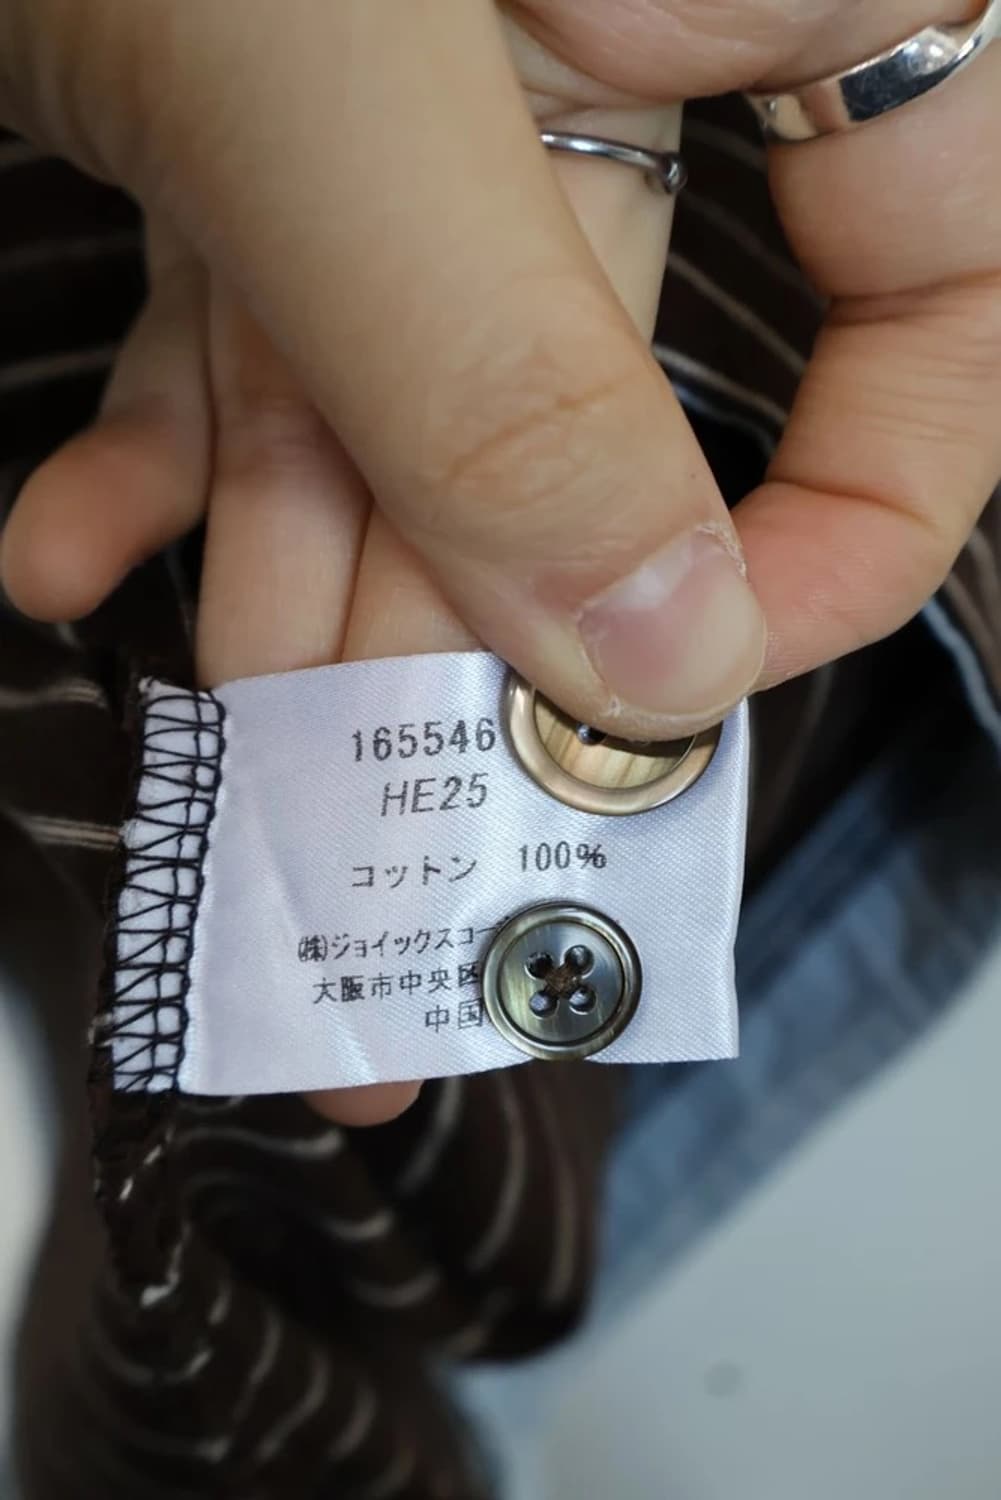 165546
HE25
コットン 100%
㈱ジョイックスコー
大阪市中央区
中国